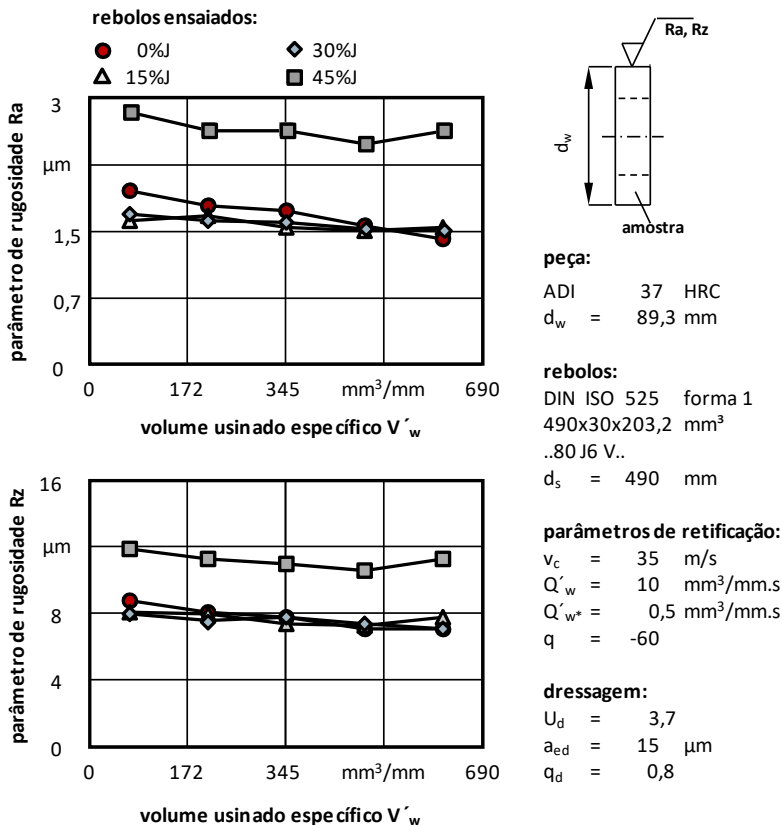 rebolos ensaiados:
0%J
30%J
15%J
45%J
parâmetro de rugosidade Ra
3
µm
1,5
0,7
0
0
172
345
mm³/mm
690
volume usinado específico V´w
parâmetro de rugosidade Rz
16
µm
8
4
0
0
172
345
mm³/mm
690
volume usinado específico V´w
Ra, Rz
dw
amostra
peça:
ADI 37 HRC
dw = 89,3 mm
rebolos:
DIN ISO 525 forma 1
490x30x203,2 mm³
..80 J6 V..
ds = 490 mm
parâmetros de retificação:
vc = 35 m/s
Q´w = 10 mm³/mm.s
Q´w* = 0,5 mm³/mm.s
q = -60
dressagem:
Ud = 3,7
aed = 15 µm
qd = 0,8